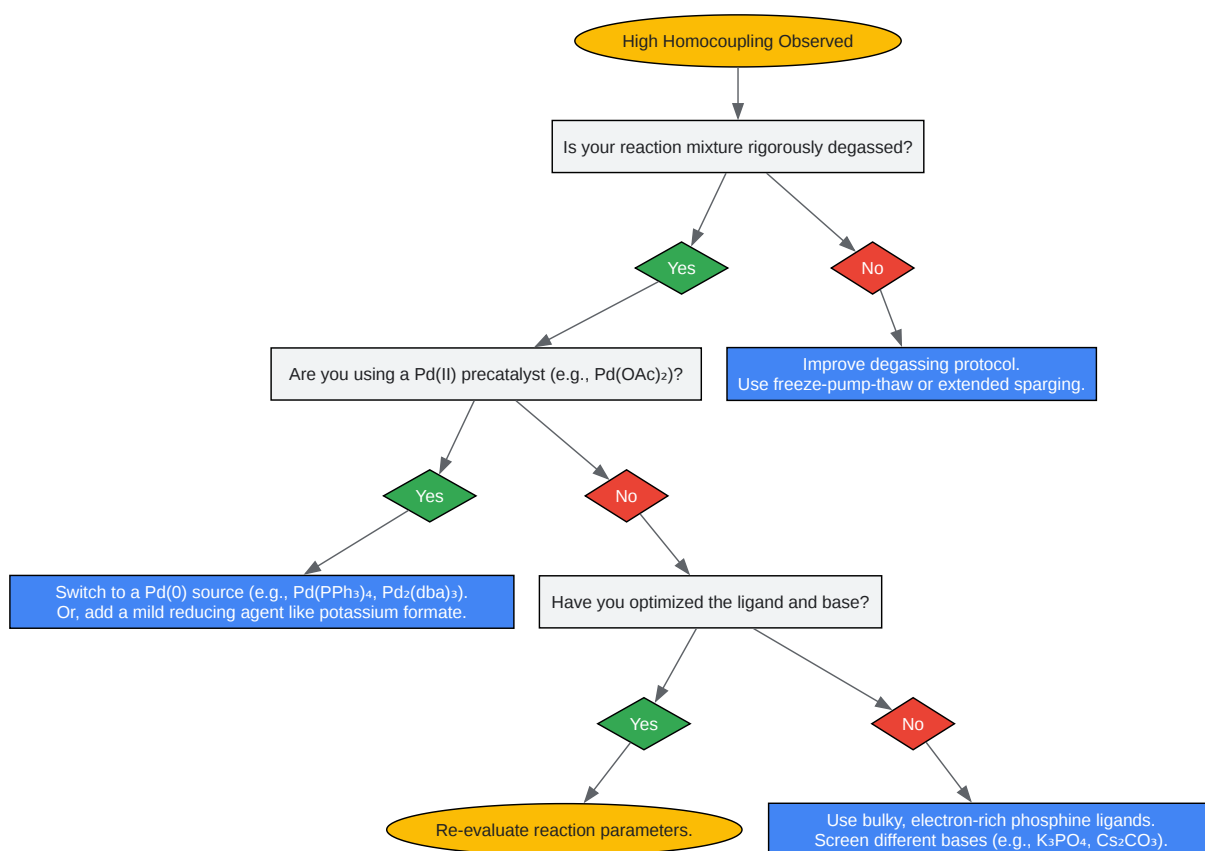 High Homocoupling Observed
Is your reaction mixture rigorously degassed?
Yes
No
Are you using a Pd(II) precatalyst (e.g., Pd(OAc)₂)?
Improve degassing protocol.
Use freeze-pump-thaw or extended sparging.
Yes
No
Switch to a Pd(0) source (e.g., Pd(PPh₃)₄, Pd₂(dba)₃).
Or, add a mild reducing agent like potassium formate.
Have you optimized the ligand and base?
Yes
No
Re-evaluate reaction parameters.
Use bulky, electron-rich phosphine ligands.
Screen different bases (e.g., K₃PO₄, Cs₂CO₃).